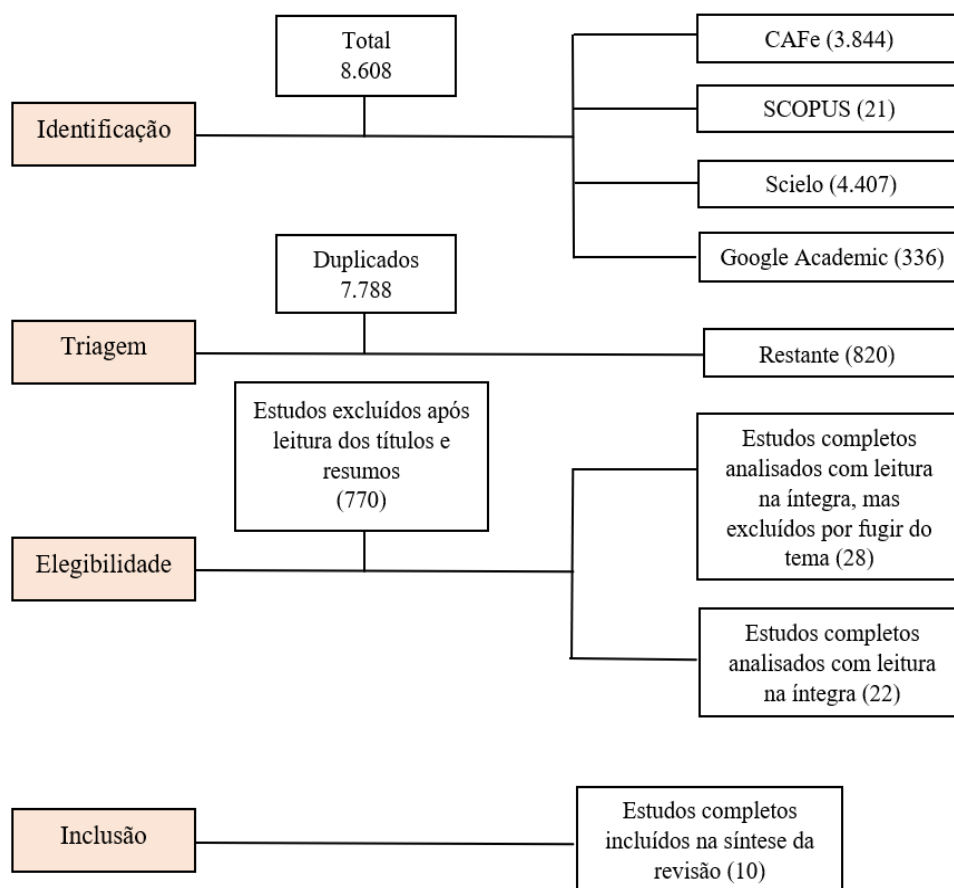 Total
8.608
CAFe (3.844)
SCOPUS (21)
Identificação
Scielo (4.407)
Google Academic (336)
Duplicados
7.788
Triagem
Restante (820)
Estudos excluídos após
leitura dos títulos e
resumos
(770)
Estudos completos
analisados com leitura
na íntegra, mas
excluídos por fugir do
tema (28)
Elegibilidade
Estudos completos
analisados com leitura
na íntegra (22)
Inclusão
Estudos completos
incluídos na síntese da
revisão (10)